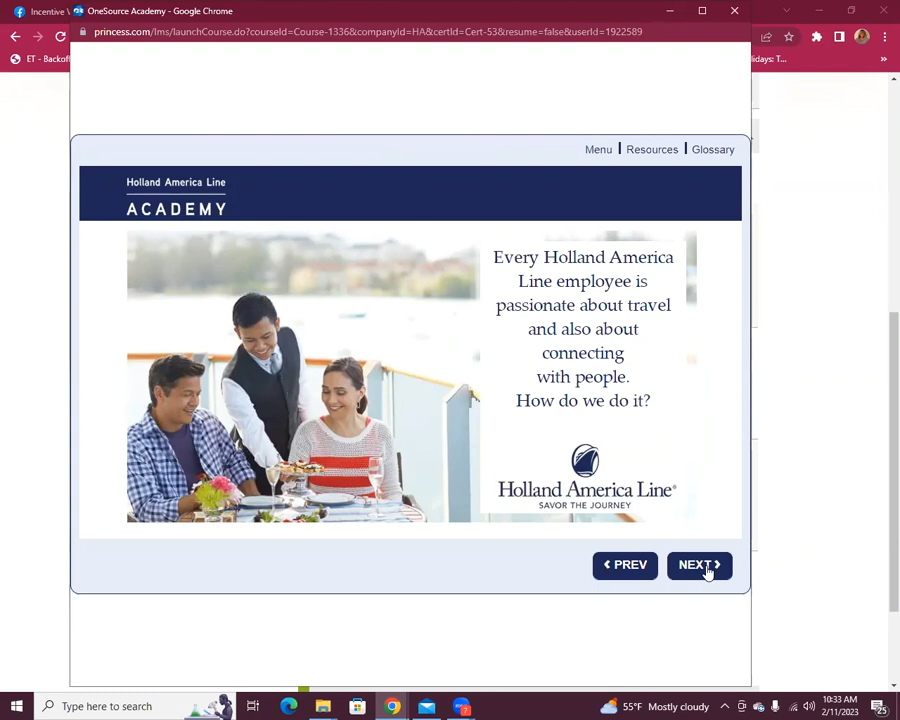 Incentive V
OneSource Academy - Google Chrome
princess.com/lms/launchCourse.do?courseId=Course-1336&companyId=HA&certId=Cert-53&resume=false&userId=1922589
ET - Backoff
lidays: T...
»
Menu | Resources | Glossary
Holland America Line
ACADEMY
Every Holland America
Line employee is
passionate about travel
and also about
connecting
with people.
How do we do it?
Holland America Line®
SAVOR THE JOURNEY
‹ PREV
NEXT ›
Type here to search
55°F Mostly cloudy
10:33 AM
2/11/2023
25